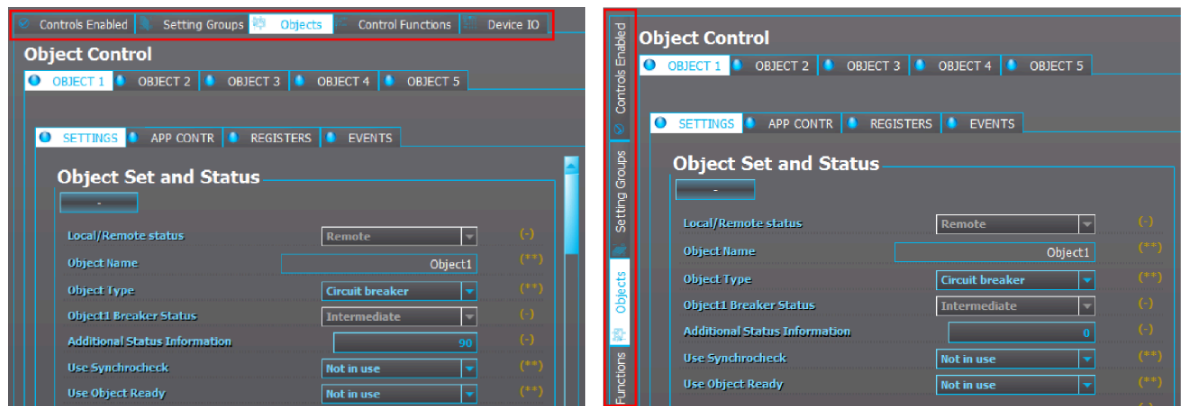 Controls Enabled Setting Groups Objects Control Functions Device IO
Object Control
OBJECT 1 OBJECT 2 OBJECT 3 OBJECT 4 OBJECT 5
SETTINGS APP CONTR REGISTERS EVENTS
Object Set and Status
-
Local/Remote status Remote (-)
Object Name Object1 (**)
Object Type Circuit breaker (**)
Object1 Breaker Status Intermediate (-)
Additional Status Information 90 (-)
Use Synchrocheck Not in use (**)
Use Object Ready Not in use (**)
Controls Enabled
Setting Groups
Objects
Functions
Object Control
OBJECT 1 OBJECT 2 OBJECT 3 OBJECT 4 OBJECT 5
SETTINGS APP CONTR REGISTERS EVENTS
Object Set and Status
-
Local/Remote status Remote (-)
Object Name Object1 (**)
Object Type Circuit breaker (**)
Object1 Breaker Status Intermediate (-)
Additional Status Information 0 (-)
Use Synchrocheck Not in use (**)
Use Object Ready Not in use (**)